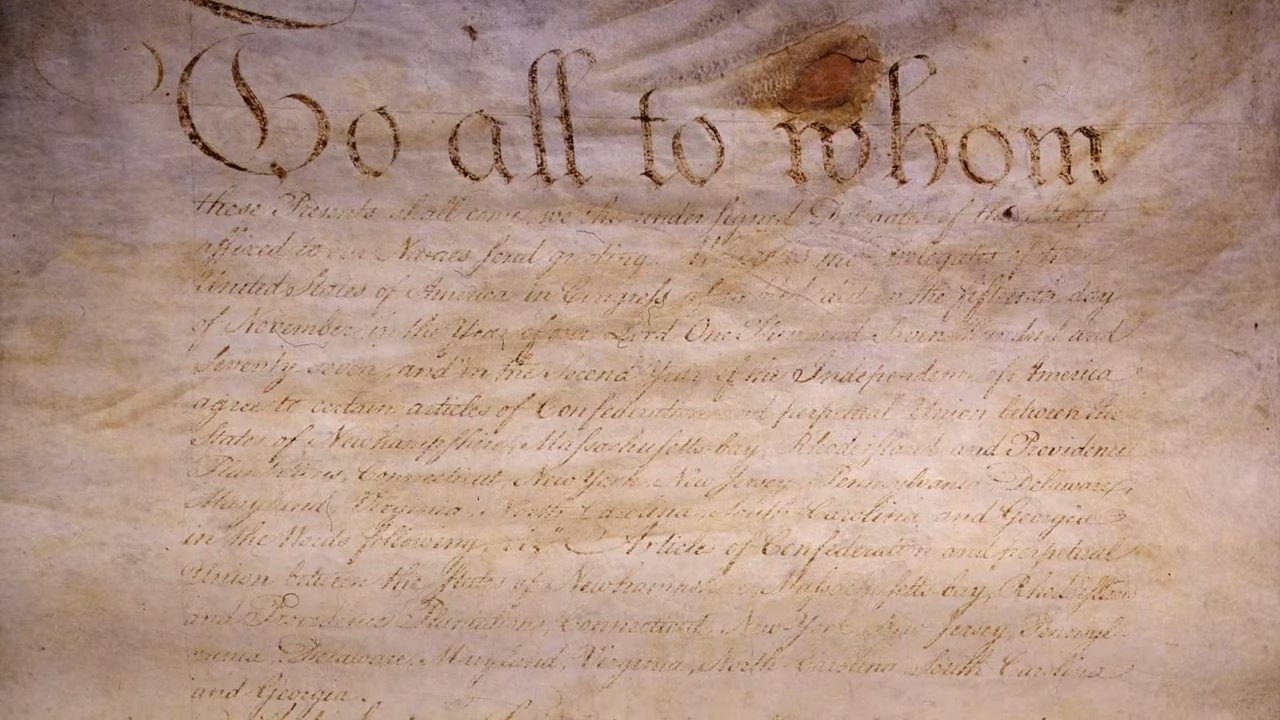 To all to whom
these Presents shall come, we the under signed Delegates of the States
affixed to our Names send greeting. Whereas the Delegates of the
United States of America in Congress assembled did on the fifteenth day
of November in the Year of our Lord One Thousand Seven Hundred and
Seventy seven, and in the Second Year of the Independence of America
agree to certain articles of Confederation and perpetual Union between the
States of Newhampshire, Massachusetts-bay, Rhodeisland and Providence
Plantations, Connecticut, New York, New Jersey, Pennsylvania, Delaware,
Maryland, Virginia, North Carolina, South Carolina and Georgia
in the Words following, viz. "Articles of Confederation and perpetual
Union between the States of Newhampshire, Massachusetts-bay, Rhodeisland
and Providence Plantations, Connecticut, New York, New Jersey, Pennsyl-
vania, Delaware, Maryland, Virginia, North Carolina, South Carolina
and Georgia.